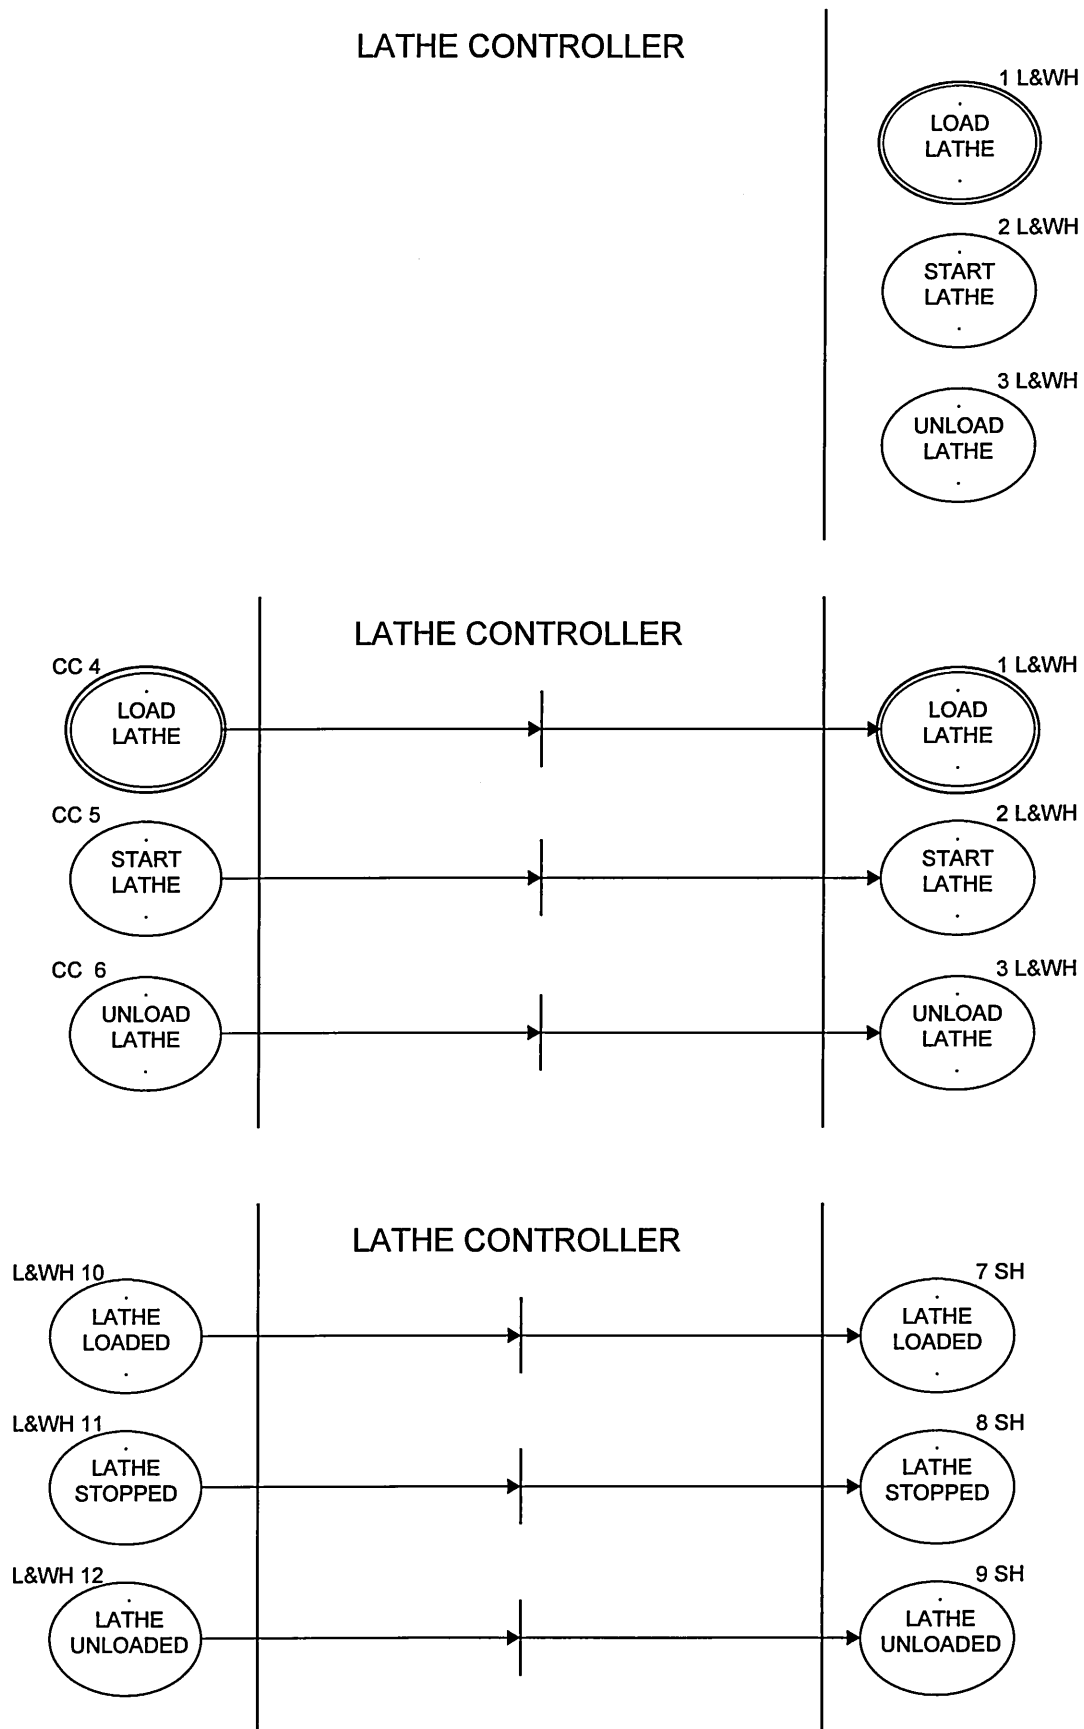 LATHE CONTROLLER
1 L&WH
LOAD
LATHE
2 L&WH
START
LATHE
3 L&WH
UNLOAD
LATHE
LATHE CONTROLLER
CC 4
LOAD
LATHE
1 L&WH
LOAD
LATHE
CC 5
START
LATHE
2 L&WH
START
LATHE
CC 6
UNLOAD
LATHE
3 L&WH
UNLOAD
LATHE
LATHE CONTROLLER
L&WH 10
LATHE
LOADED
7 SH
LATHE
LOADED
L&WH 11
LATHE
STOPPED
8 SH
LATHE
STOPPED
L&WH 12
LATHE
UNLOADED
9 SH
LATHE
UNLOADED